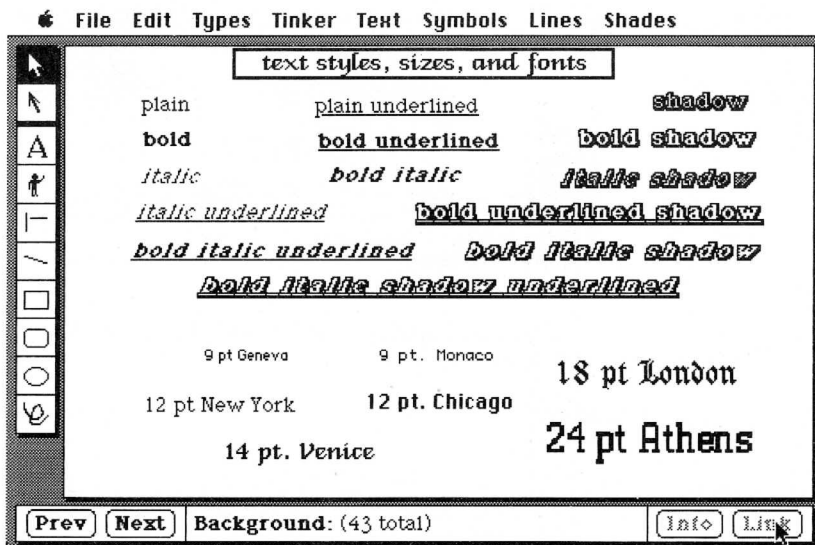 File Edit Types Tinker Text Symbols Lines Shades
text styles, sizes, and fonts
plain plain underlined shadow
bold bold underlined bold shadow
italic bold italic italic shadow
italic underlined bold underlined shadow
bold italic underlined bold italic shadow
bold italic shadow underlined
9 pt Geneva 9 pt. Monaco
18 pt London
12 pt New York 12 pt. Chicago
24 pt Athens
14 pt. Venice
A
Prev Next Background: (43 total) Info Link